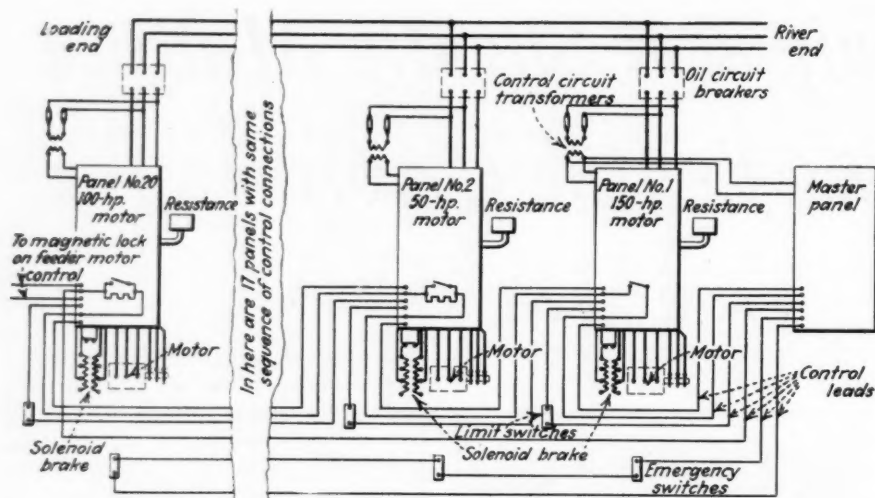 Loading
end
River
end
Control circuit
transformers
Oil circuit
breakers
In here are 17 panels with same
sequence of control connections
Panel No.20
100-hp.
motor
Resistance
Panel No.2
50-hp.
motor
Resistance
Panel No.1
150-hp.
motor
Resistance
Master
panel
To magnetic lock
on feeder motor
control
Motor
Motor
Motor
Control
leads
Solenoid
brake
Limit switches
Solenoid brake
Emergency
switches